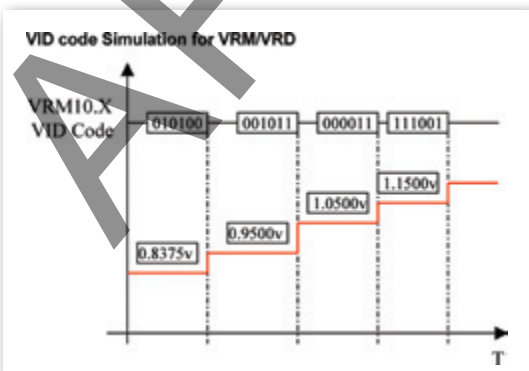 VID code Simulation for VRM/VRD
VRM10.X
VID Code
010100 001011 000011 111001
1.1500v
1.0500v
0.9500v
0.8375v
T